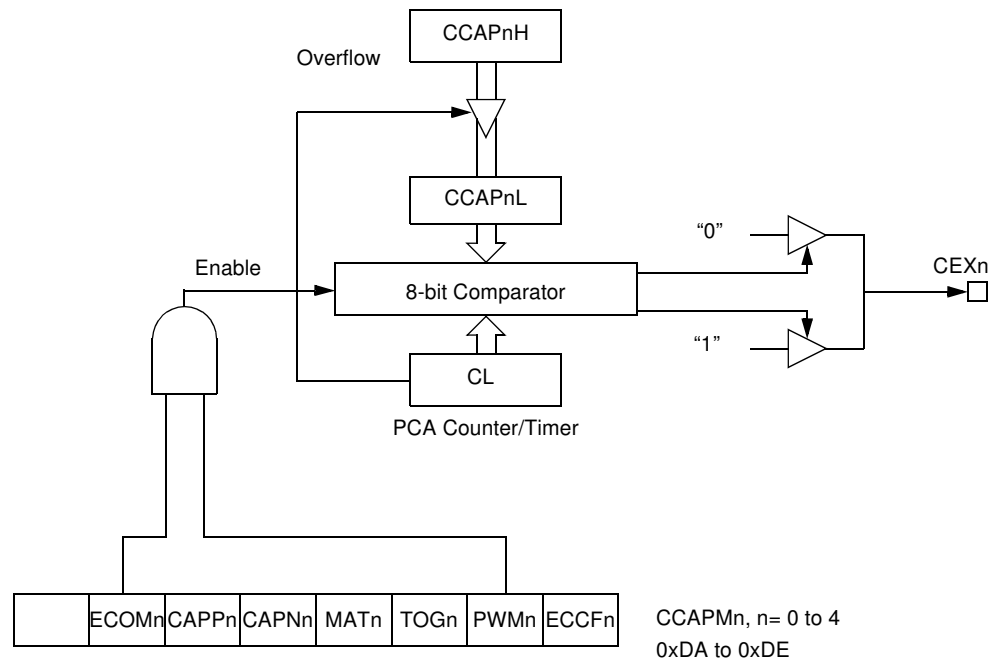 CCAPnH
Overflow
CCAPnL
“0”
Enable
CEXn
8-bit Comparator
“1”
CL
PCA Counter/Timer
ECOMn CAPPn CAPNn MATn TOGn PWMn ECCFn
CCAPMn, n= 0 to 4
0xDA to 0xDE